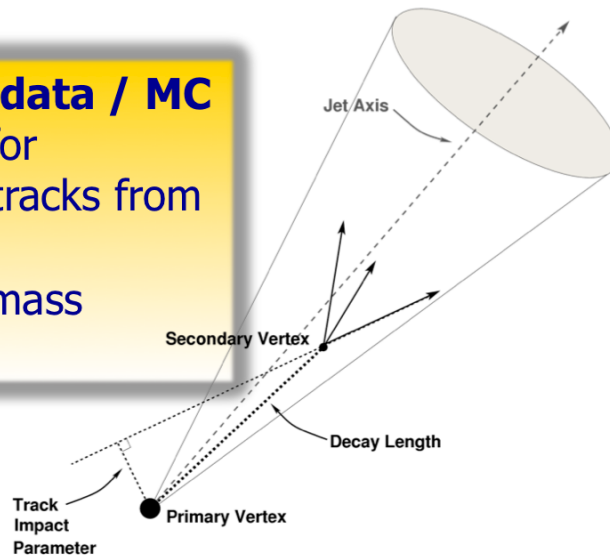 data / MC
or
tracks from
mass
Jet Axis
Secondary Vertex
Decay Length
Track
Impact
Parameter
Primary Vertex